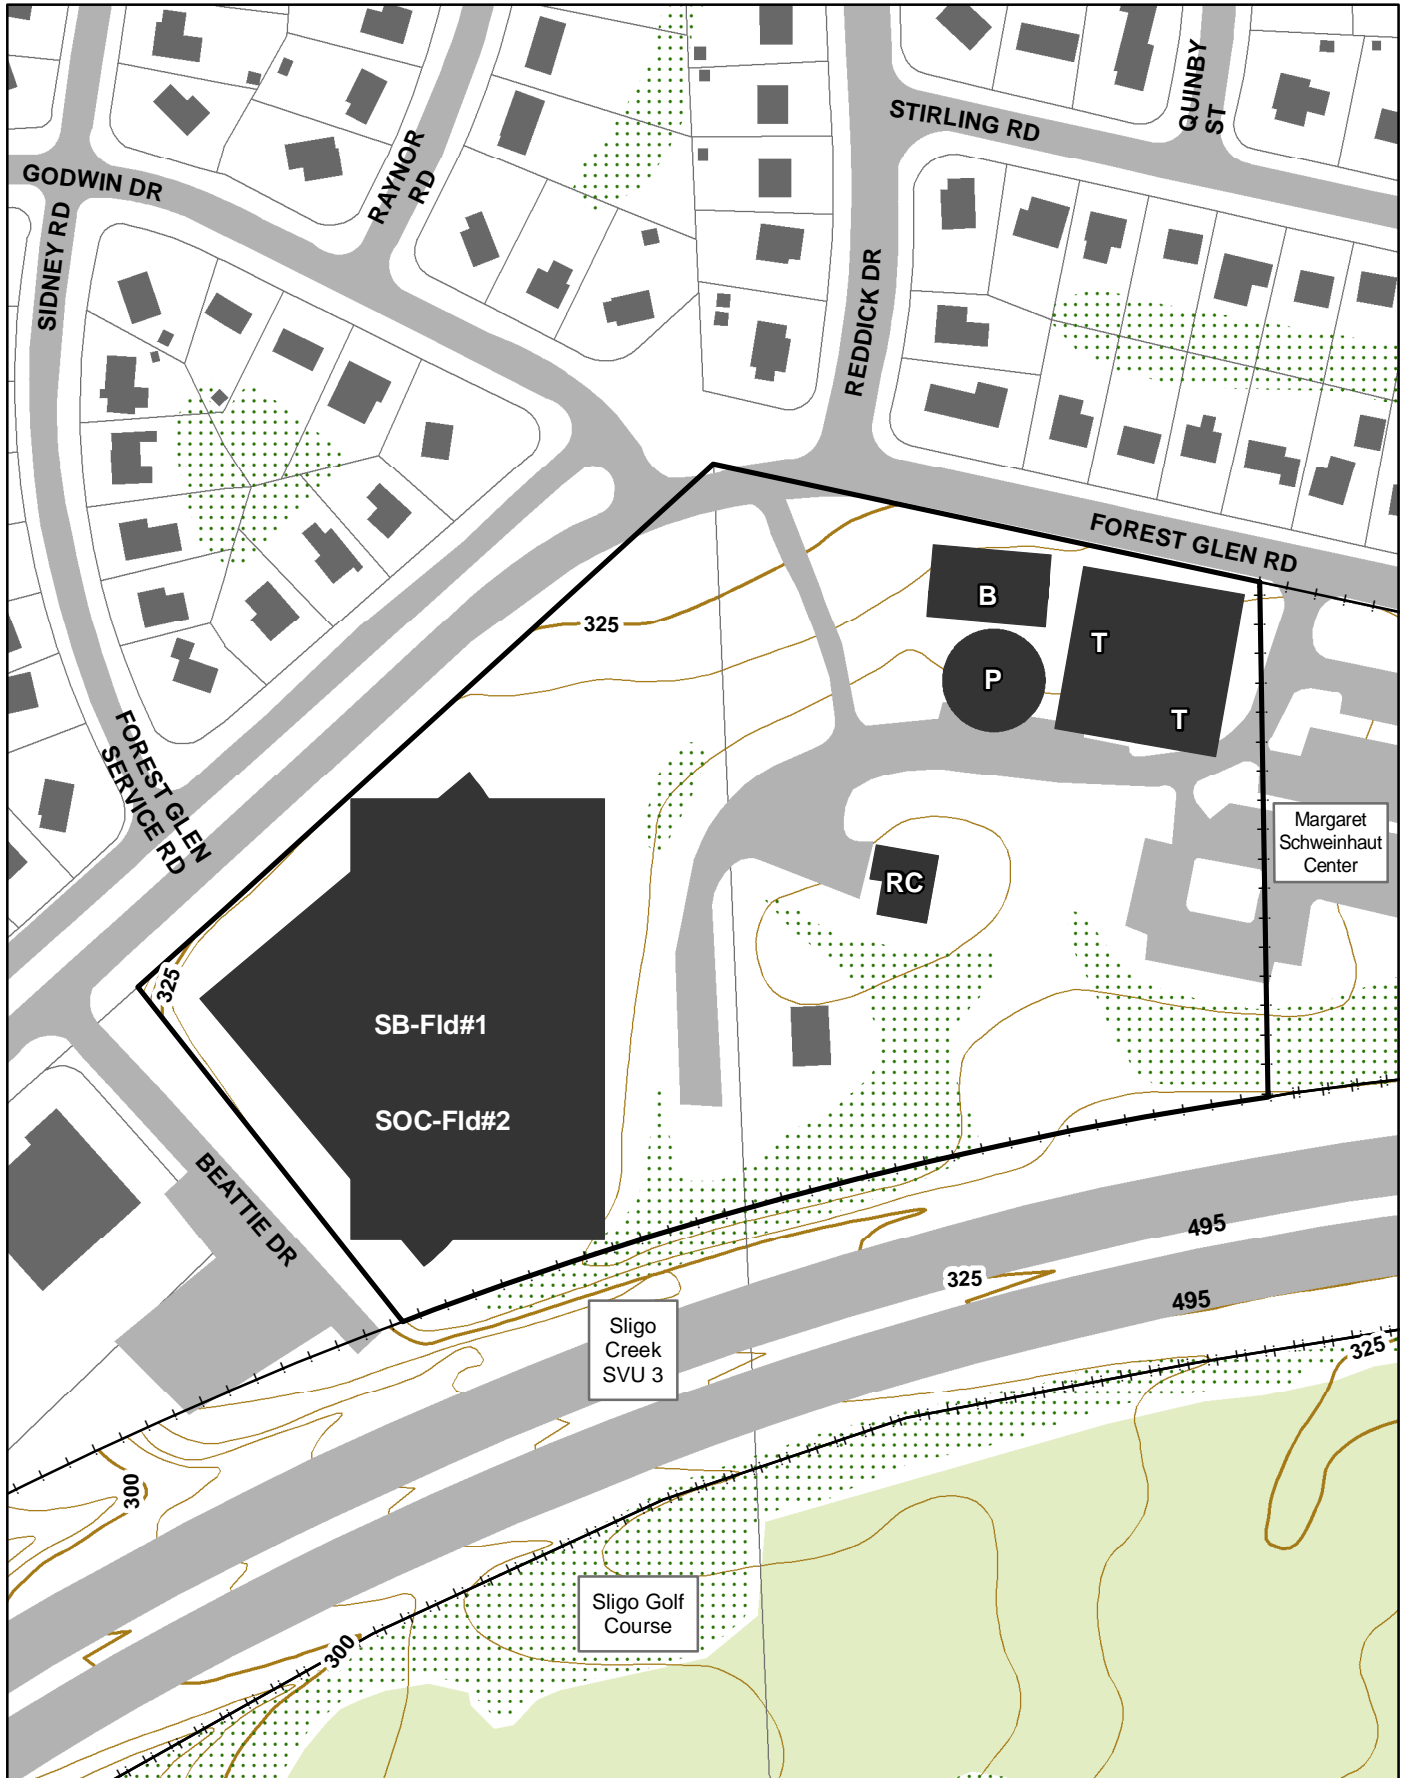 QUINBY
ST
STIRLING RD
RAYNOR
RD
GODWIN DR
SIDNEY RD
REDDICK DR
FOREST GLEN RD
B
325
T
P
T
FOREST GLEN
SERVICE RD
Margaret
Schweinhaut
Center
RC
325
SB-Fld#1
SOC-Fld#2
BEATTIE DR
495
325
495
Sligo
Creek
SVU 3
325
300
Sligo Golf
Course
300